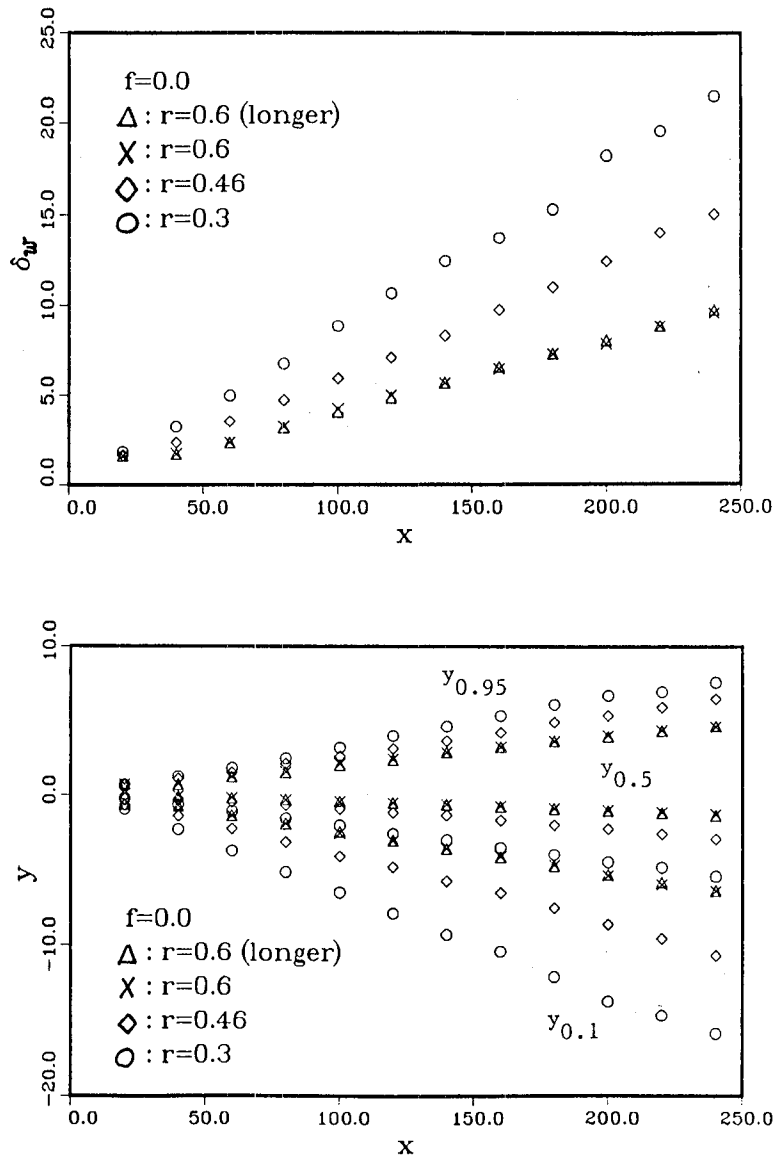 25.0
20.0
15.0
10.0
5.0
0.0
δw
f=0.0
△ : r=0.6 (longer)
X : r=0.6
◇ : r=0.46
○ : r=0.3
0.0 50.0 100.0 150.0 200.0 250.0
x
10.0
0.0
-10.0
-20.0
y
y0.95
y0.5
f=0.0
△ : r=0.6 (longer)
X : r=0.6
◇ : r=0.46
○ : r=0.3
y0.1
0.0 50.0 100.0 150.0 200.0 250.0
x